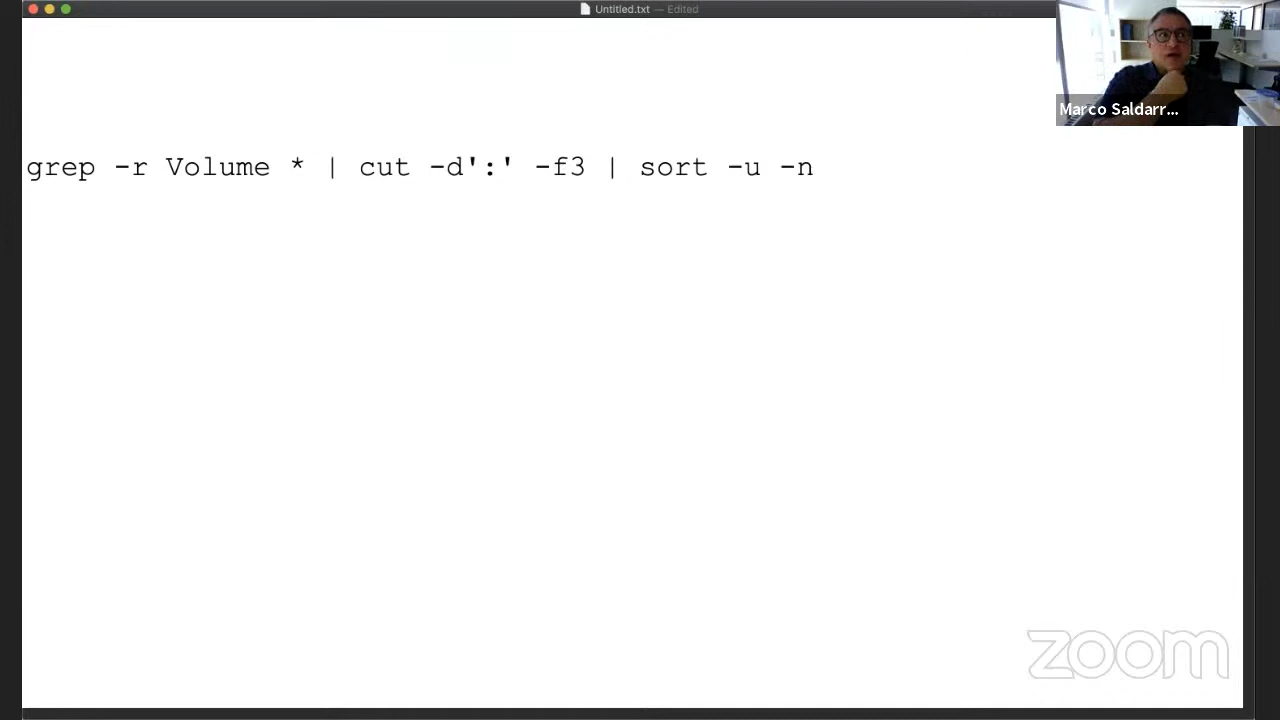 Untitled.txt — Edited
Marco Saldarr...
grep -r Volume * | cut -d':' -f3 | sort -u -n
zoom